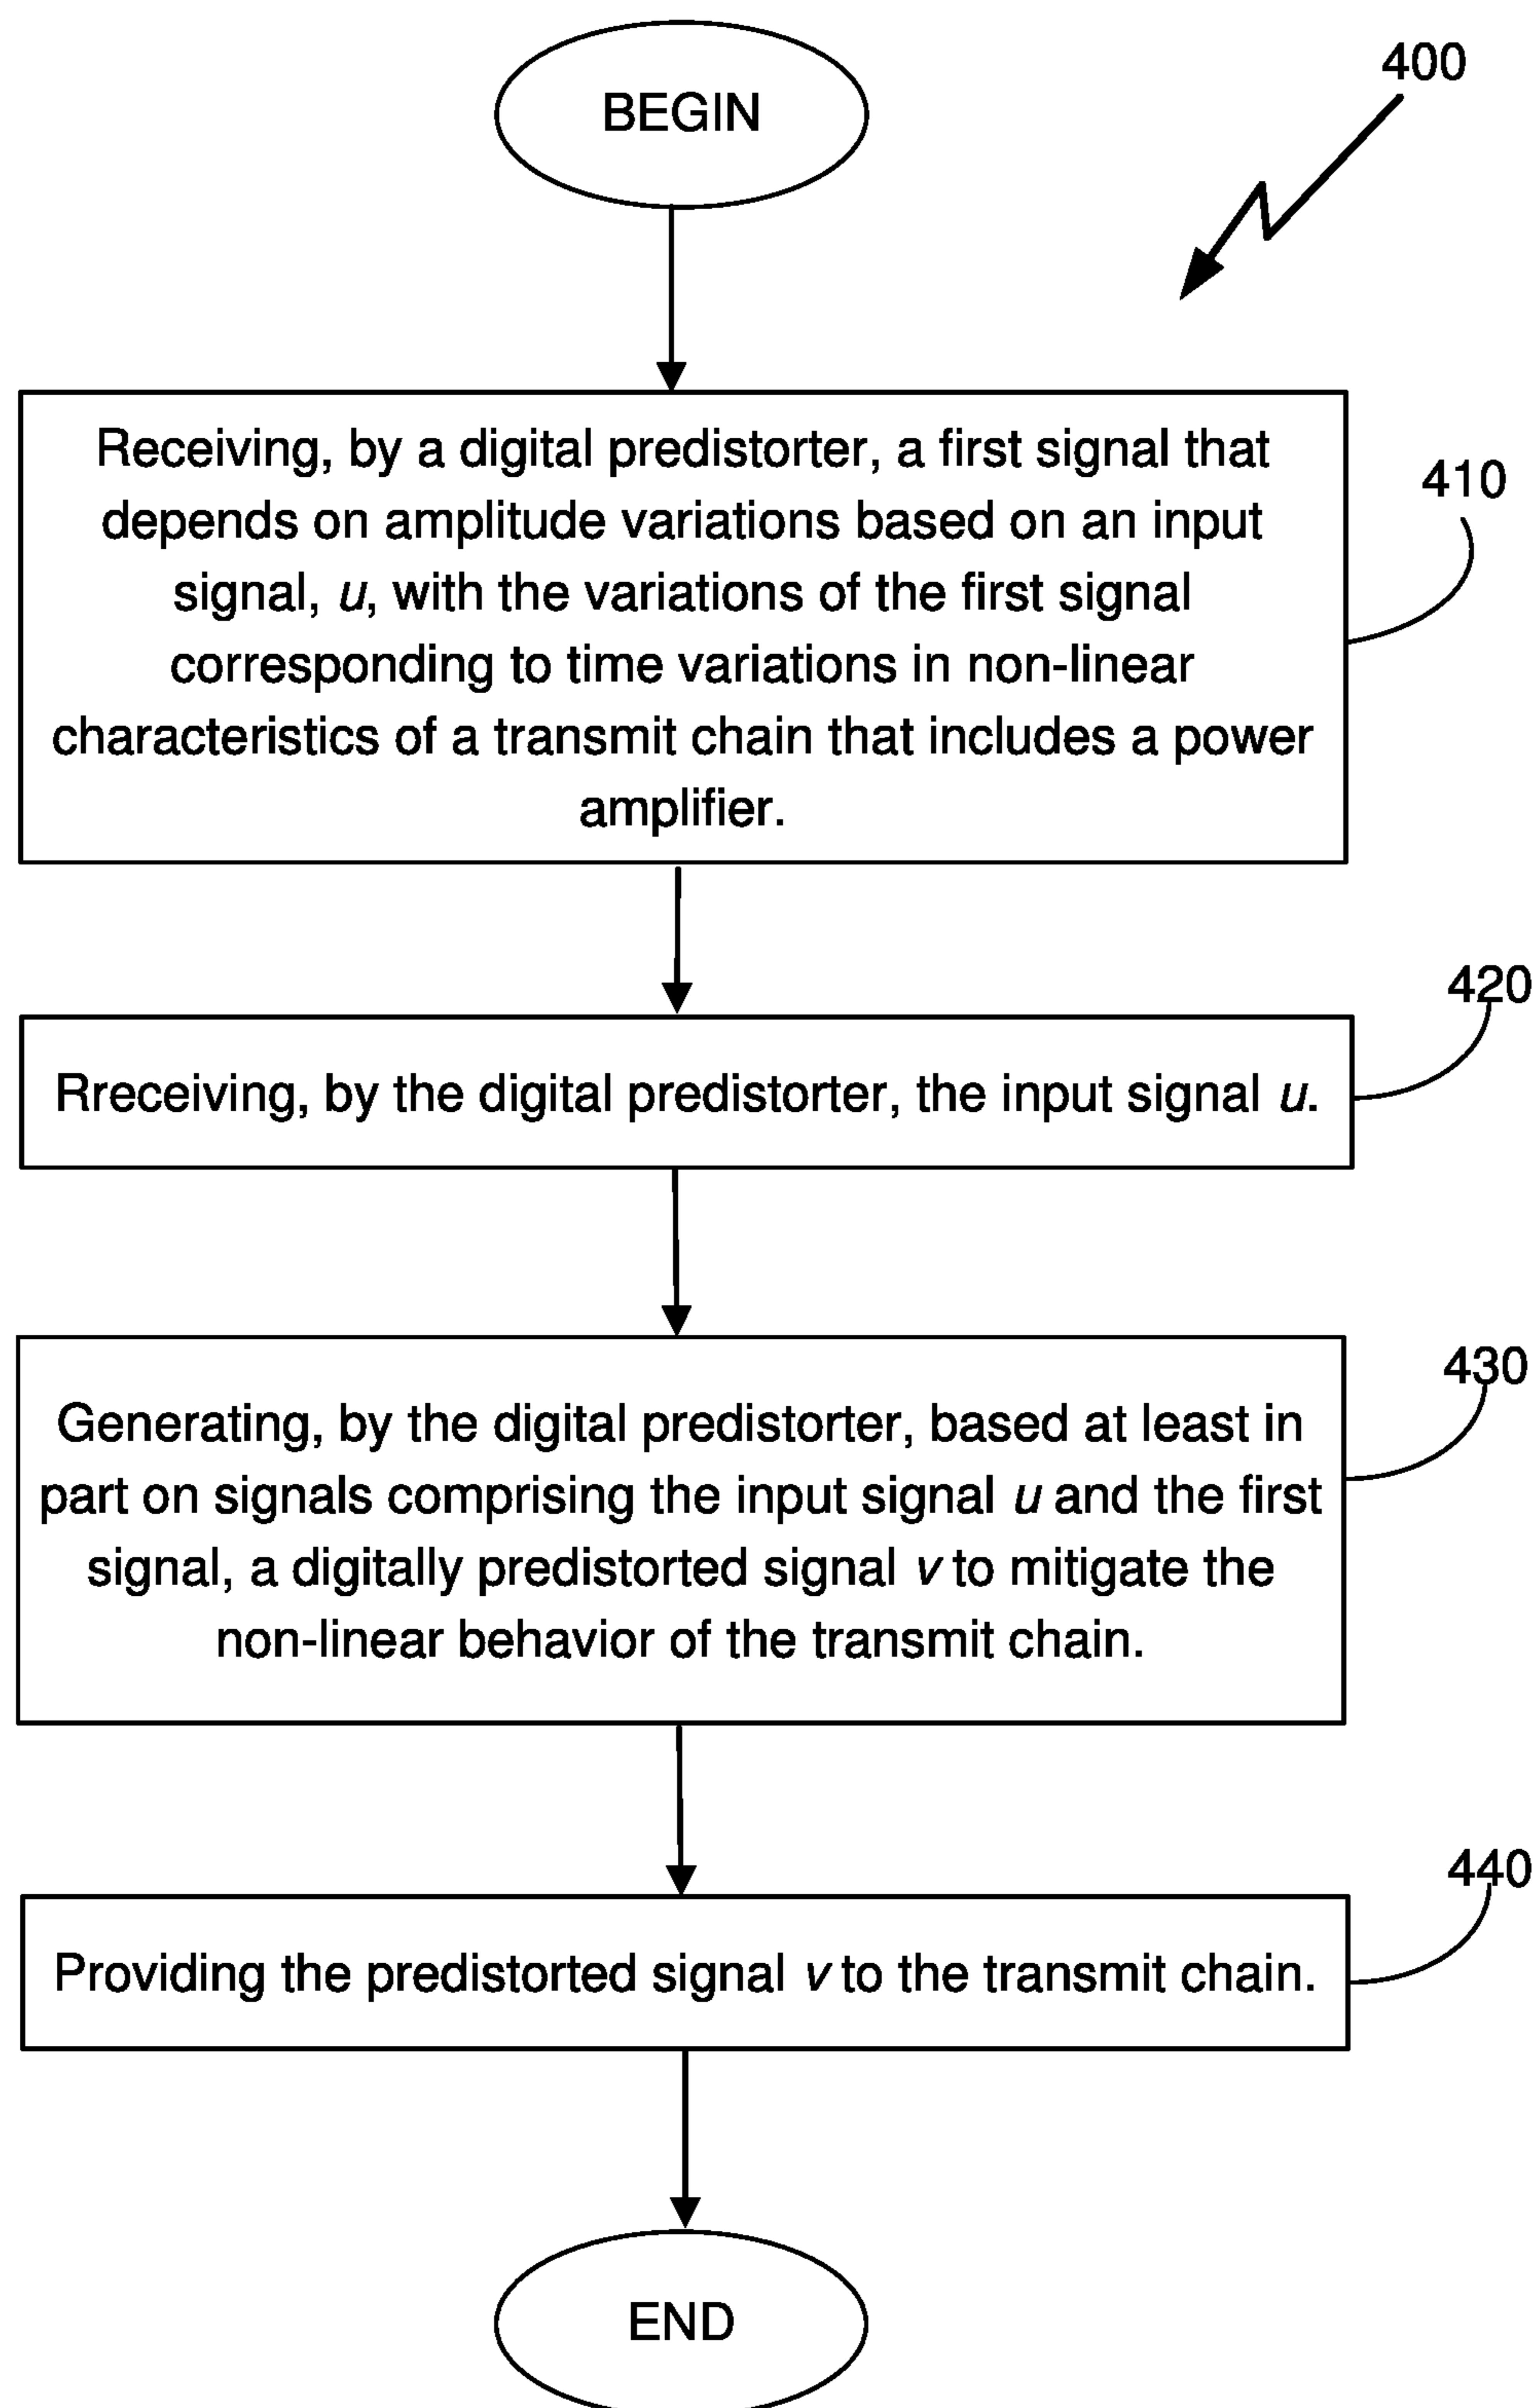 BEGIN
400
Receiving, by a digital predistorter, a first signal that
depends on amplitude variations based on an input
signal, u, with the variations of the first signal
corresponding to time variations in non-linear
characteristics of a transmit chain that includes a power
amplifier.
410
420
Rreceiving, by the digital predistorter, the input signal u.
430
Generating, by the digital predistorter, based at least in
part on signals comprising the input signal u and the first
signal, a digitally predistorted signal v to mitigate the
non-linear behavior of the transmit chain.
440
Providing the predistorted signal v to the transmit chain.
END